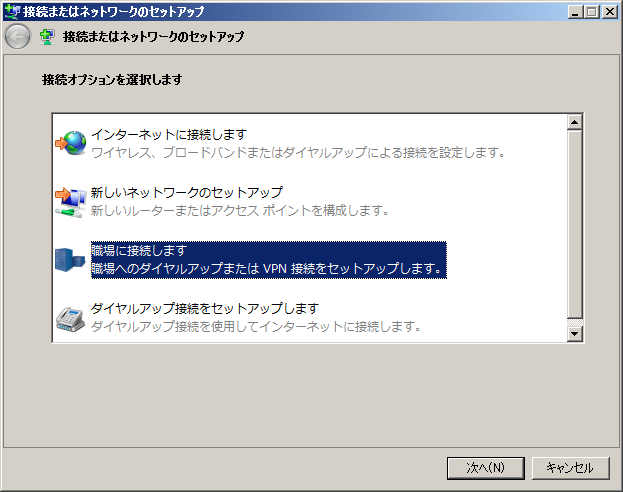 接続またはネットワークのセットアップ
接続またはネットワークのセットアップ
接続オプションを選択します
インターネットに接続します
ワイヤレス、ブロードバンドまたはダイヤルアップによる接続を設定します。
新しいネットワークのセットアップ
新しいルーターまたはアクセス ポイントを構成します。
職場に接続します
職場へのダイヤルアップまたは VPN 接続をセットアップします。
ダイヤルアップ接続をセットアップします
ダイヤルアップ接続を使用してインターネットに接続します。
次へ(N)
キャンセル